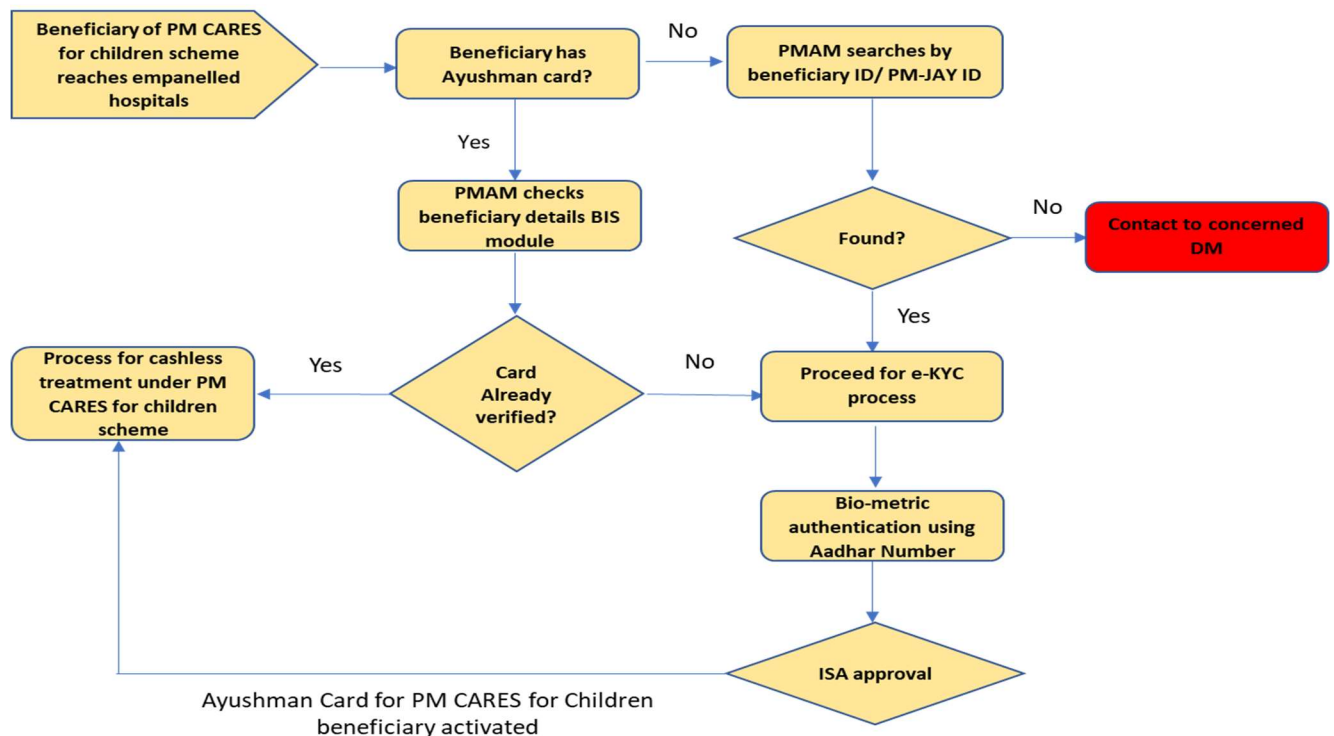 Beneficiary of PM CARES
for children scheme
reaches empanelled
hospitals
Beneficiary has
Ayushman card?
No
PMAM searches by
beneficiary ID/ PM-JAY ID
Yes
PMAM checks
beneficiary details BIS
module
Found?
No
Contact to concerned
DM
Yes
Process for cashless
treatment under PM
CARES for children
scheme
Yes
Card
Already
verified?
No
Proceed for e-KYC
process
Bio-metric
authentication using
Aadhar Number
ISA approval
Ayushman Card for PM CARES for Children
beneficiary activated